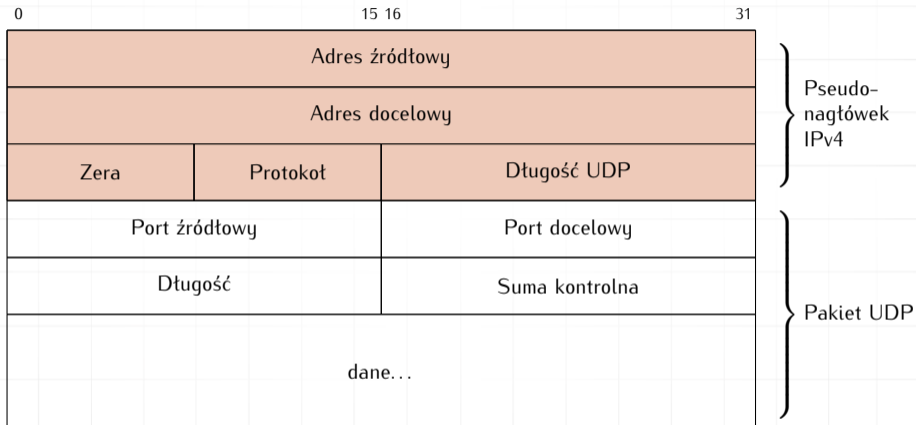 0 15 16 31
Adres źródłowy
Adres docelowy
Zera Protokoł Długość UDP
Pseudo-
nagłówek
IPv4
Port źródłowy Port docelowy
Długość Suma kontrolna
dane...
Pakiet UDP